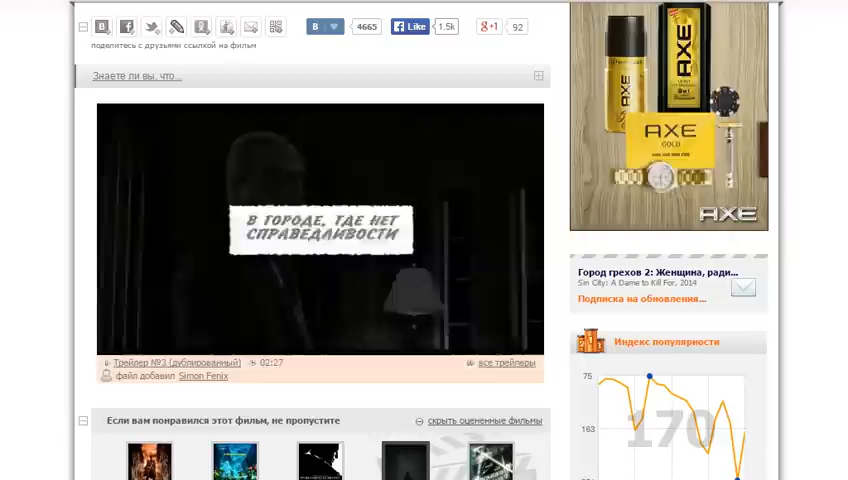 В
4665
Like
1.5k
g+1
92
поделитесь с друзьями ссылкой на фильм
Знаете ли вы, что...
В ГОРОДЕ, ГДЕ НЕТ
СПРАВЕДЛИВОСТИ
Трейлер №3 (дублированный)
02:27
все трейлеры
файл добавил Simon Fenix
Если вам понравился этот фильм, не пропустите
скрыть оцененные фильмы
AXE
AXE
AXE
GOLD
AXE
Город грехов 2: Женщина, ради...
Sin City: A Dame to Kill For, 2014
Подписка на обновления...
Индекс популярности
75
163
170